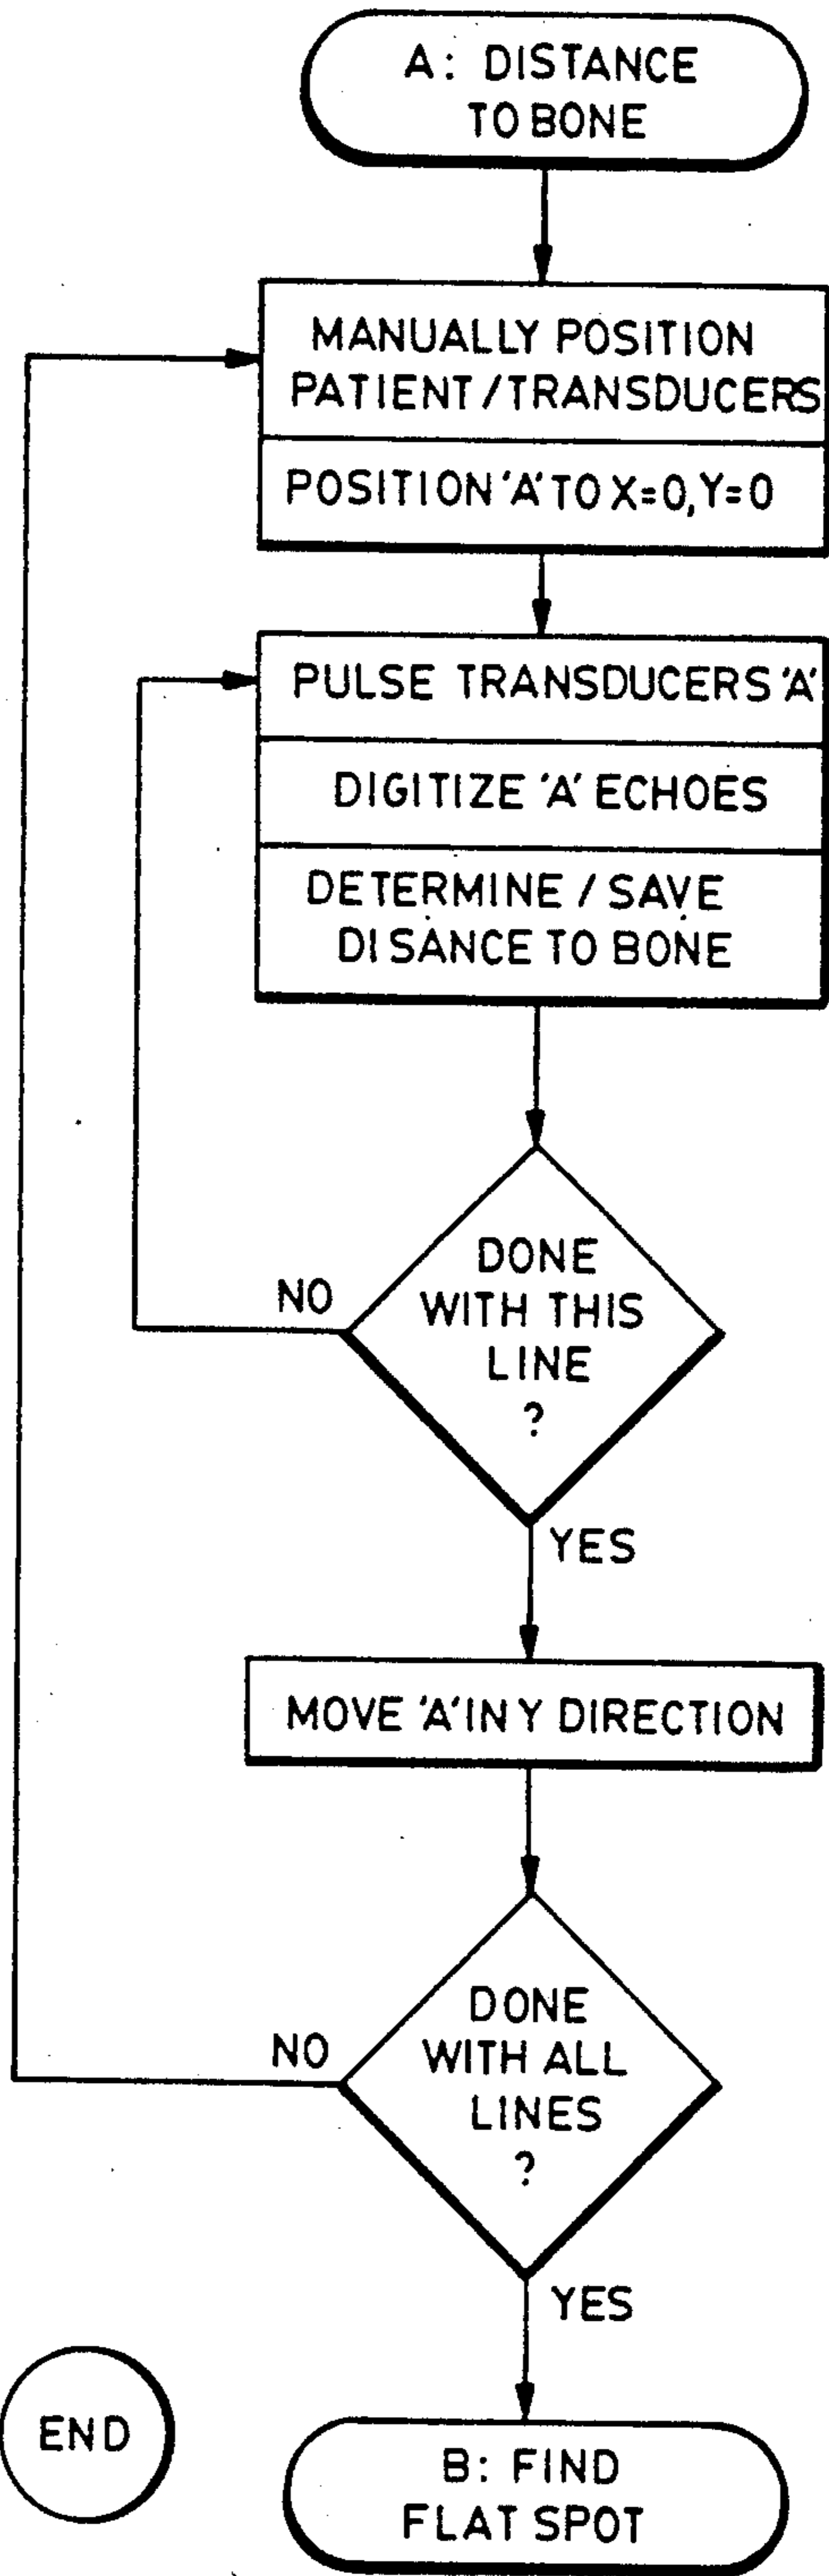 A: DISTANCE
TO BONE
MANUALLY POSITION
PATIENT/TRANSDUCERS
POSITION 'A' TO X=0, Y=0
PULSE TRANSDUCERS 'A'
DIGITIZE 'A' ECHOES
DETERMINE / SAVE
DISANCE TO BONE
DONE
WITH THIS
LINE
?
NO
YES
MOVE 'A' IN Y DIRECTION
DONE
WITH ALL
LINES
?
NO
YES
END
B: FIND
FLAT SPOT